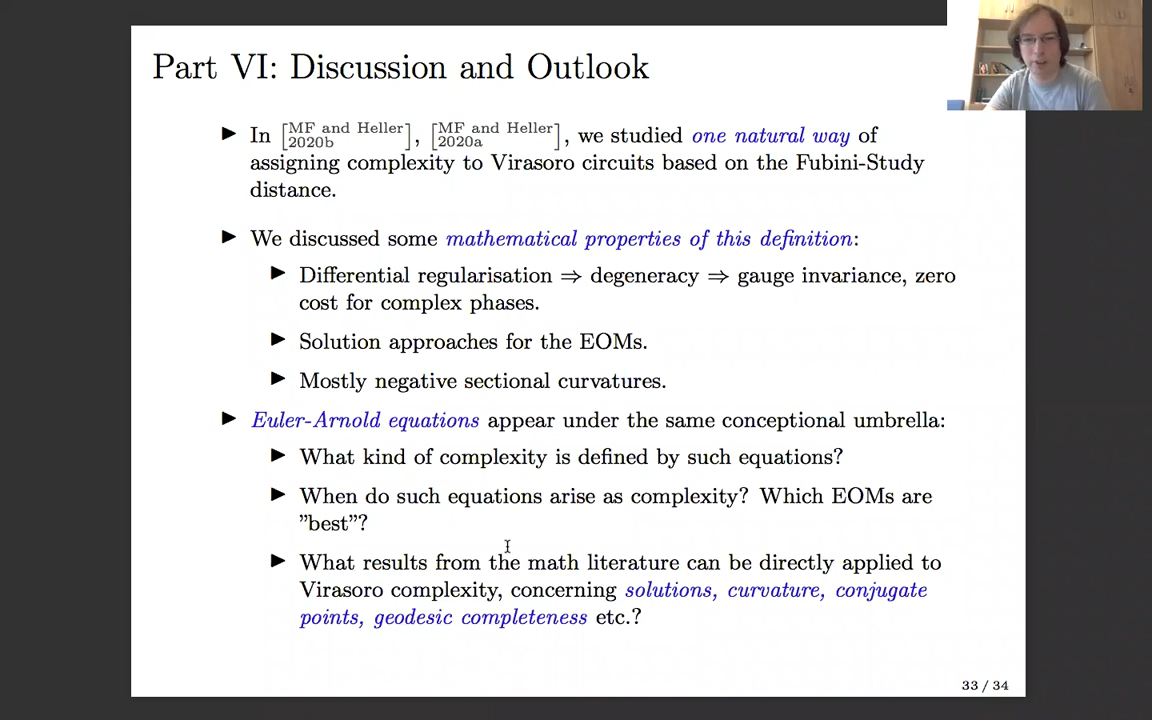 Part VI: Discussion and Outlook
▶ In [MF and Heller 2020b], [MF and Heller 2020a], we studied one natural way of
assigning complexity to Virasoro circuits based on the Fubini-Study
distance.
▶ We discussed some mathematical properties of this definition:
▶ Differential regularisation ⇒ degeneracy ⇒ gauge invariance, zero
cost for complex phases.
▶ Solution approaches for the EOMs.
▶ Mostly negative sectional curvatures.
▶ Euler-Arnold equations appear under the same conceptional umbrella:
▶ What kind of complexity is defined by such equations?
▶ When do such equations arise as complexity? Which EOMs are
”best”?
▶ What results from the math literature can be directly applied to
Virasoro complexity, concerning solutions, curvature, conjugate
points, geodesic completeness etc.?
33 / 34